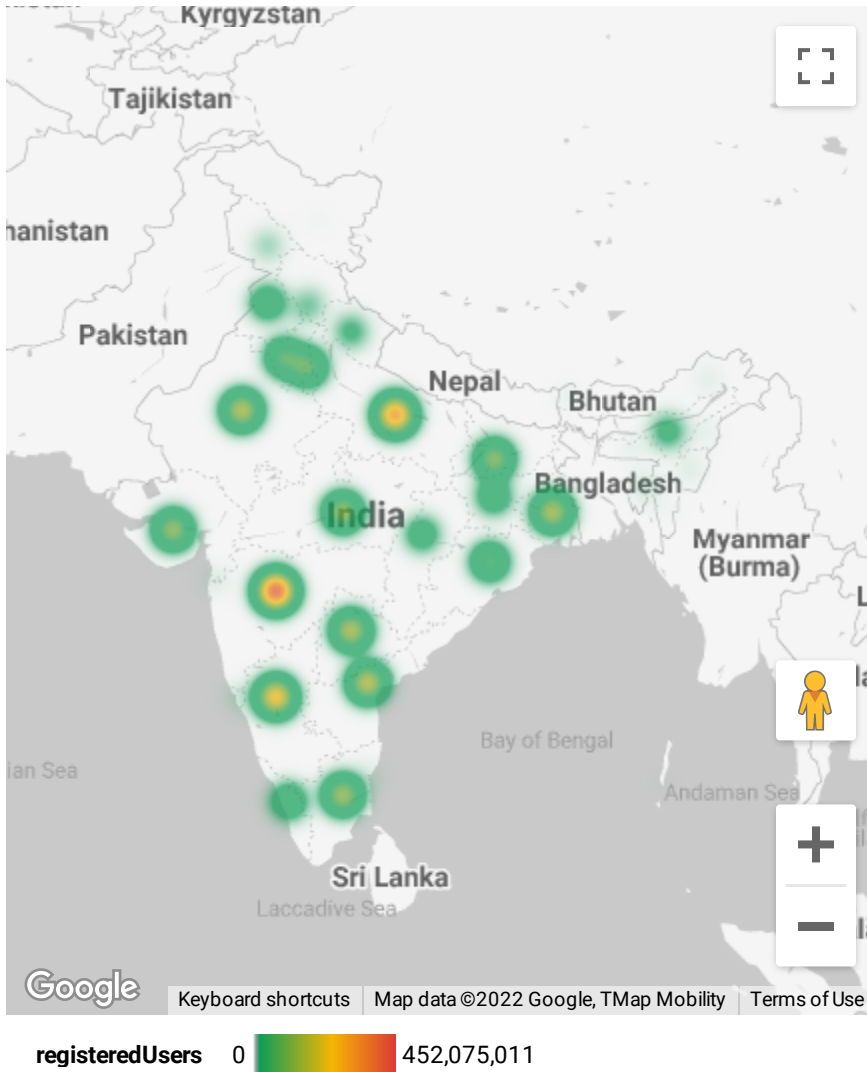 Kyrgyzstan
Tajikistan
hanistan
Pakistan
Nepal
Bhutan
Bangladesh
India
Myanmar
(Burma)
Bay of Bengal
ian Sea
Andaman Sea
Sri Lanka
Laccadive Sea
Google
Keyboard shortcuts
Map data ©2022 Google, TMap Mobility
Terms of Use
registeredUsers 0 452,075,011